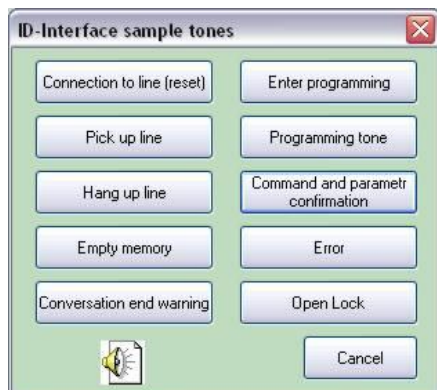 ID-Interface sample tones
Connection to line (reset)
Enter programming
Pick up line
Programming tone
Hang up line
Command and parametr
confirmation
Empty memory
Error
Conversation end warning
Open Lock
Cancel